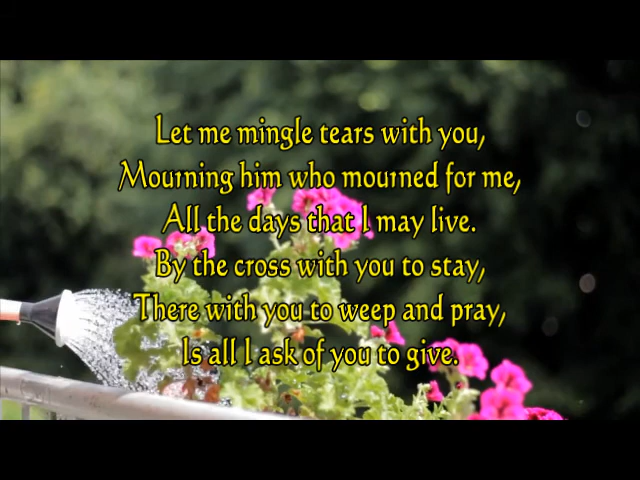 Let me mingle tears with you,
Mourning him who mourned for me,
All the days that I may live.
By the cross with you to stay,
There with you to weep and pray,
Is all I ask of you to give.